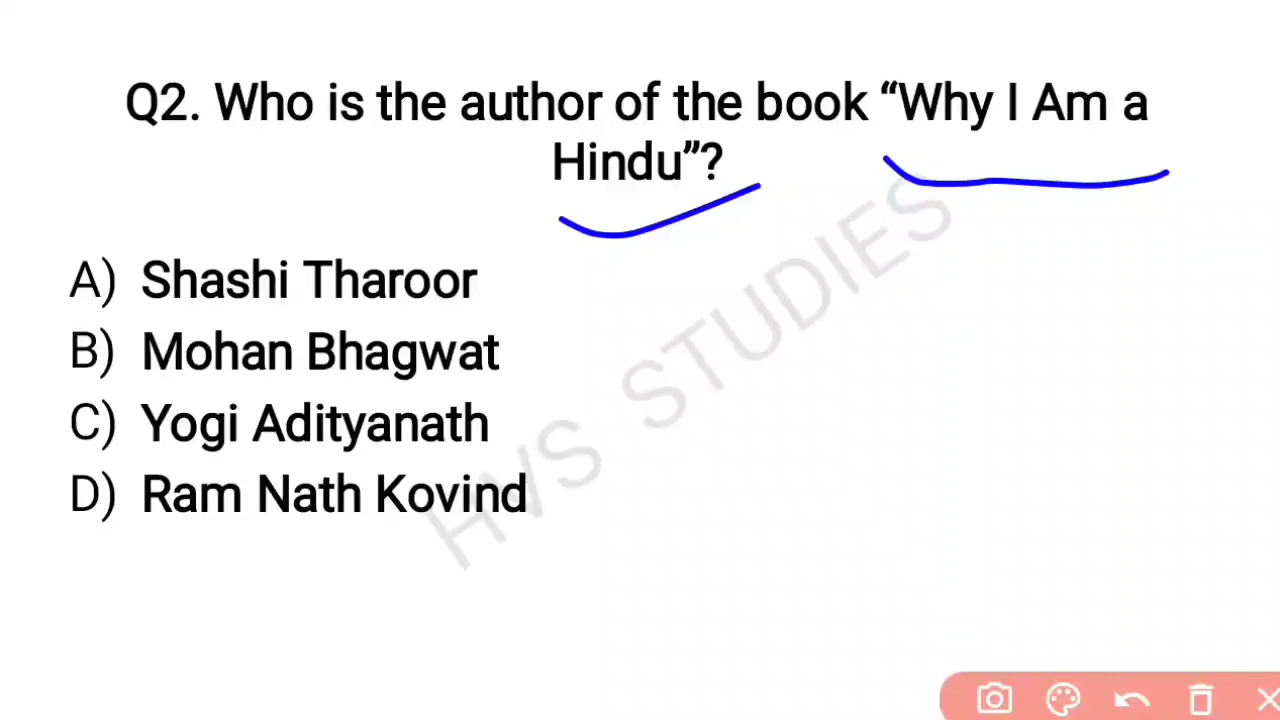 Q2. Who is the author of the book “Why I Am a
Hindu”?
A) Shashi Tharoor
B) Mohan Bhagwat
C) Yogi Adityanath
D) Ram Nath Kovind
HVS STUDIES